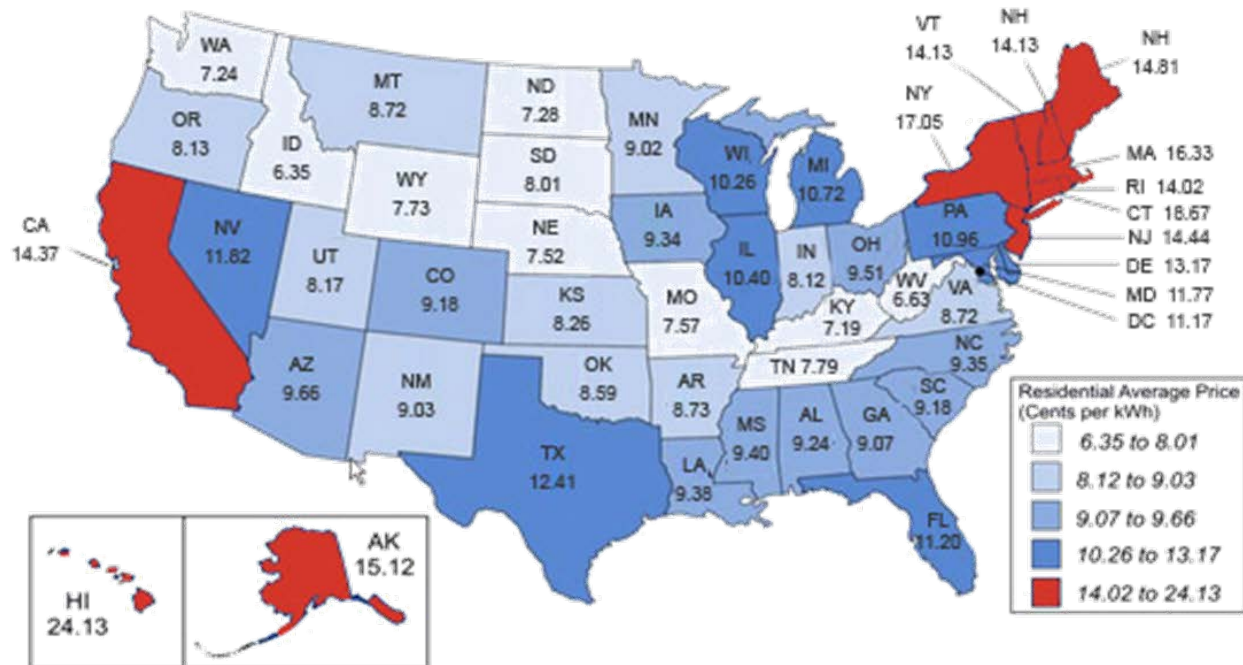 VT
14.13
NH
14.13
NH
14.81
NY
17.05
WA
7.24
MT
8.72
ND
7.28
MN
9.02
OR
8.13
ID
6.35
SD
8.01
WI
10.26
MI
10.72
WY
7.73
MA 16.33
RI 14.02
CT 18.67
NJ 14.44
DE 13.17
MD 11.77
DC 11.17
CA
14.37
NV
11.82
NE
7.52
IA
9.34
PA
10.96
UT
8.17
CO
9.18
IL
10.40
IN
8.12
OH
9.51
WV
6.63
VA
8.72
KS
8.26
MO
7.57
KY
7.19
NC
9.35
TN 7.79
AZ
9.66
NM
9.03
OK
8.59
AR
8.73
SC
9.18
MS
9.40
AL
9.24
GA
9.07
TX
12.41
LA
9.38
FL
11.20
HI
24.13
AK
15.12
Residential Average Price
(Cents per kWh)
6.35 to 8.01
8.12 to 9.03
9.07 to 9.66
10.26 to 13.17
14.02 to 24.13